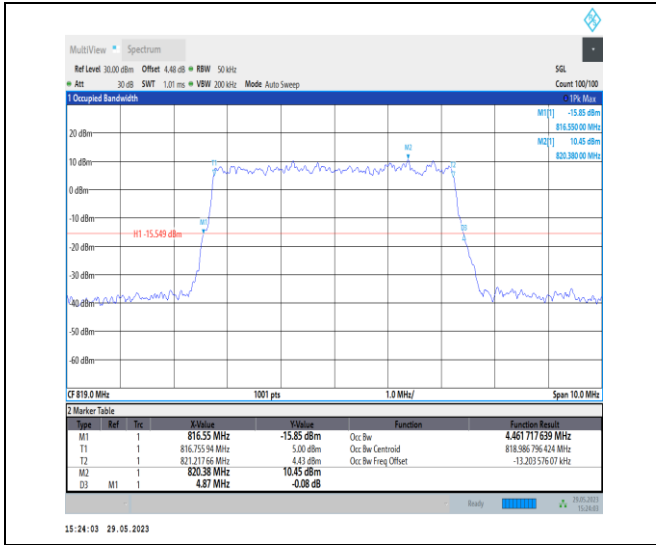 MultiView Spectrum
Ref Level 30.00 dBm Offset 4.48 dB RBW 50 kHz SGL
Att 30 dB SWT 1.01 ms VBW 200 kHz Mode Auto Sweep Count 100/100
1 Occupied Bandwidth 1Pk Max
M1[1] -15.85 dBm
816.550 00 MHz
M2[1] 10.45 dBm
820.380 00 MHz
20 dBm
M2
10 dBm
T1
T2
0 dBm
-10 dBm
M1
H1 -15.549 dBm
D3
-20 dBm
-30 dBm
-40 dBm
-50 dBm
-60 dBm
CF 819.0 MHz 1001 pts 1.0 MHz/ Span 10.0 MHz
2 Marker Table
Type Ref Trc X-Value Y-Value Function Function Result
M1 1 816.55 MHz -15.85 dBm Occ Bw 4.461 717 639 MHz
T1 1 816.755 94 MHz 5.00 dBm Occ Bw Centroid 818.986 796 424 MHz
T2 1 821.217 66 MHz 4.43 dBm Occ Bw Freq Offset -13.203 576 07 kHz
M2 1 820.38 MHz 10.45 dBm
D3 M1 1 4.87 MHz -0.08 dB
Ready 29.05.2023
15:24:03
15:24:03 29.05.2023